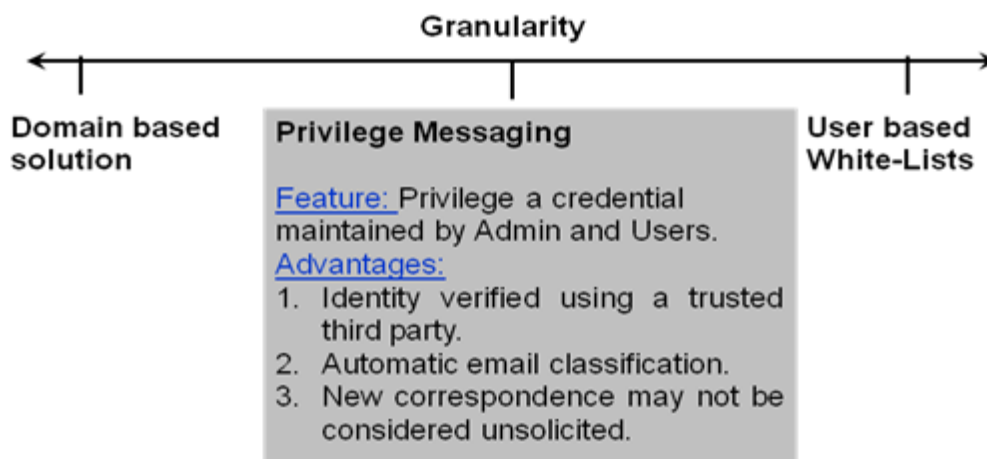 Granularity
Domain based
solution
Privilege Messaging
Feature: Privilege a credential
maintained by Admin and Users.
Advantages:
1. Identity verified using a trusted
third party.
2. Automatic email classification.
3. New correspondence may not be
considered unsolicited.
User based
White-Lists